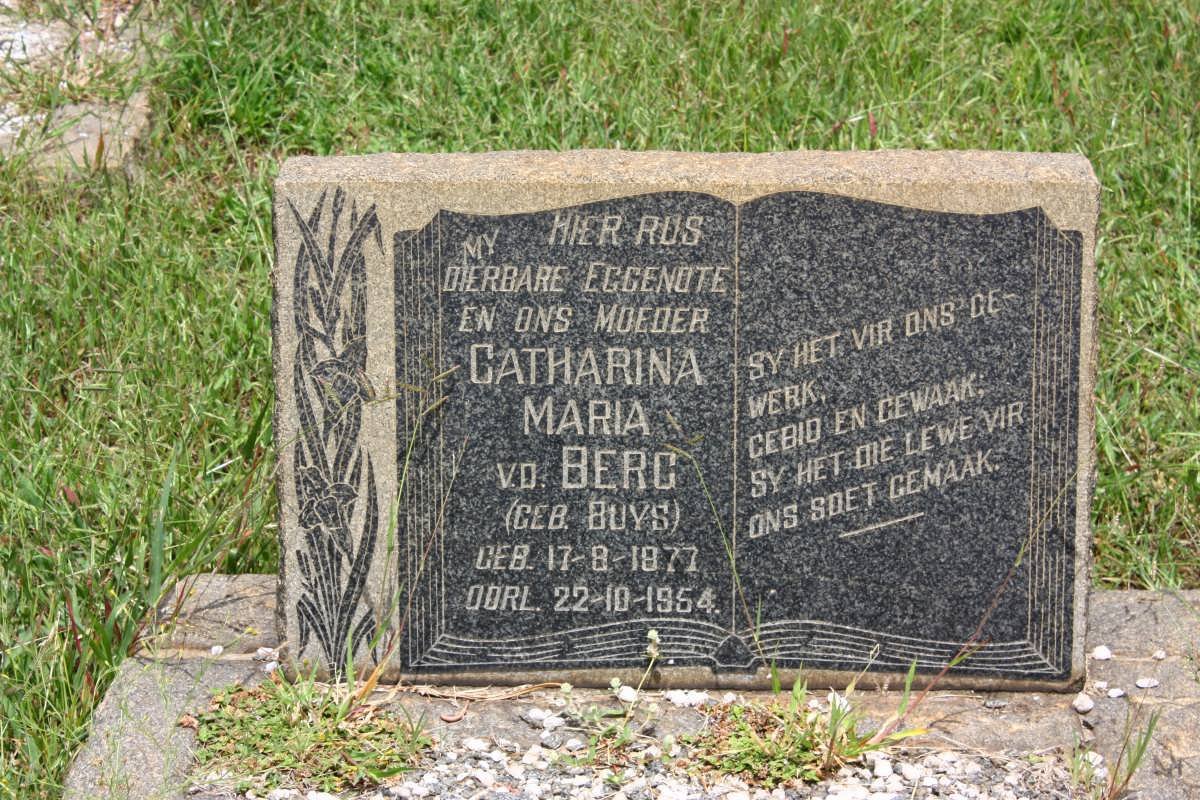 HIER RUS
MY
DIERBARE EGGENOTE
EN ONS MOEDER
CATHARINA
MARIA
V.D. BERG
(GEB. BUYS)
GEB. 17-8-1877
OORL. 22-10-1954.
SY HET VIR ONS GE-
WERK,
GEBID EN GEWAAK;
SY HET DIE LEWE VIR
ONS SOET GEMAAK.